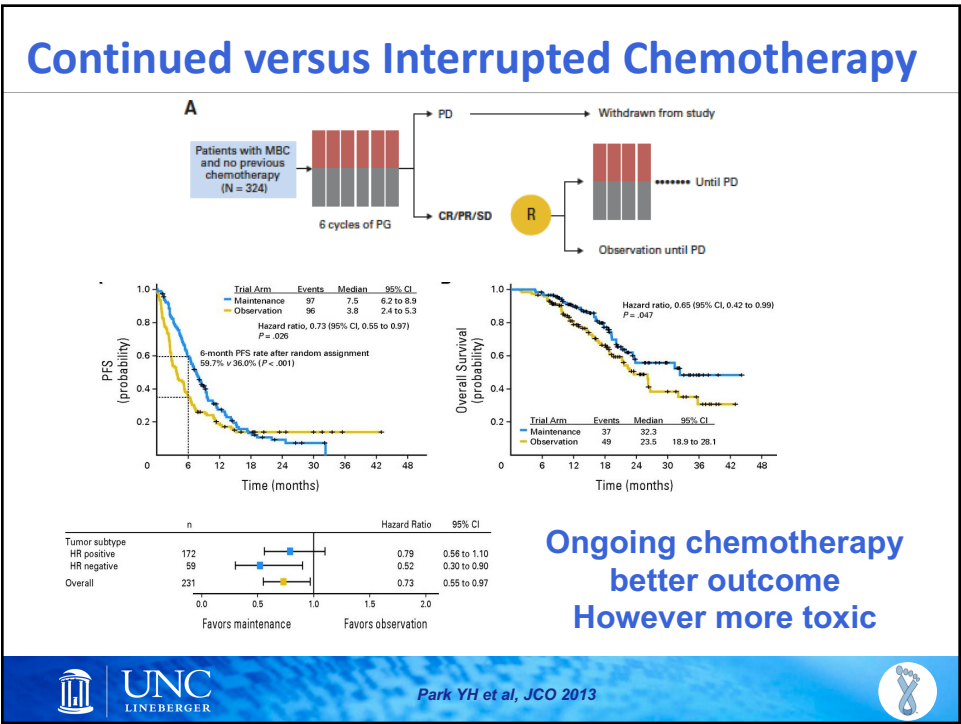 Continued versus Interrupted Chemotherapy
A
Patients with MBC
and no previous
chemotherapy
(N = 324)
6 cycles of PG
PD
Withdrawn from study
CR/PR/SD
R
Until PD
Observation until PD
PFS
(probability)
1.0
0.8
0.6
0.4
0.2
0 6 12 18 24 30 36 42 48
Time (months)
Trial Arm Events Median 95% CI
Maintenance 97 7.5 6.2 to 8.9
Observation 96 3.8 2.4 to 5.3
Hazard ratio, 0.73 (95% CI, 0.55 to 0.97)
P = .026
6-month PFS rate after random assignment
59.7% v 36.0% (P < .001)
Overall Survival
(probability)
1.0
0.8
0.6
0.4
0.2
0 6 12 18 24 30 36 42 48
Time (months)
Hazard ratio, 0.65 (95% CI, 0.42 to 0.99)
P = .047
Trial Arm Events Median 95% CI
Maintenance 37 32.3
Observation 49 23.5 18.9 to 28.1
n Hazard Ratio 95% CI
Tumor subtype
HR positive 172 0.79 0.56 to 1.10
HR negative 59 0.52 0.30 to 0.90
Overall 231 0.73 0.55 to 0.97
0.0 0.5 1.0 1.5 2.0
Favors maintenance Favors observation
Ongoing chemotherapy
better outcome
However more toxic
UNC
LINEBERGER
Park YH et al, JCO 2013